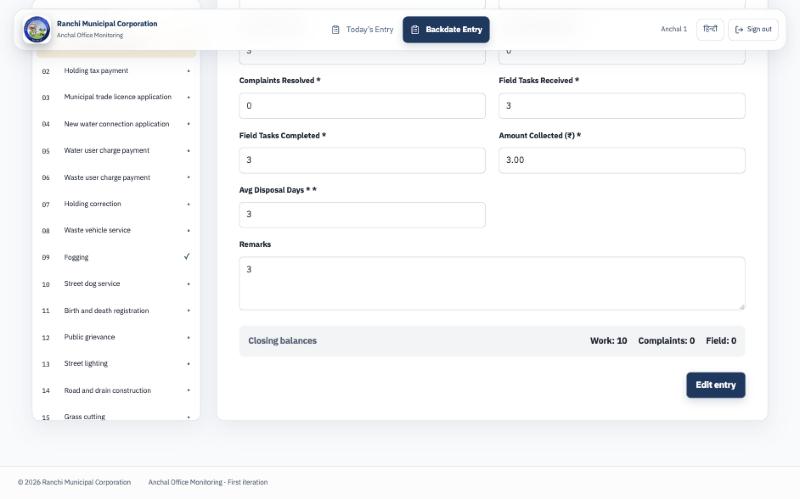 Ranchi Municipal Corporation
Anchal Office Monitoring
Today's Entry
Backdate Entry
Anchal 1
हिन्दी
Sign out
02 Holding tax payment
03 Municipal trade licence application
04 New water connection application
05 Water user charge payment
06 Waste user charge payment
07 Holding correction
08 Waste vehicle service
09 Fogging ✓
10 Street dog service
11 Birth and death registration
12 Public grievance
13 Street lighting
14 Road and drain construction
15 Grass cutting
3
0
Complaints Resolved *
0
Field Tasks Received *
3
Field Tasks Completed *
3
Amount Collected (₹) *
3.00
Avg Disposal Days * *
3
Remarks
3
Closing balances
Work: 10 Complaints: 0 Field: 0
Edit entry
© 2026 Ranchi Municipal Corporation
Anchal Office Monitoring - First iteration